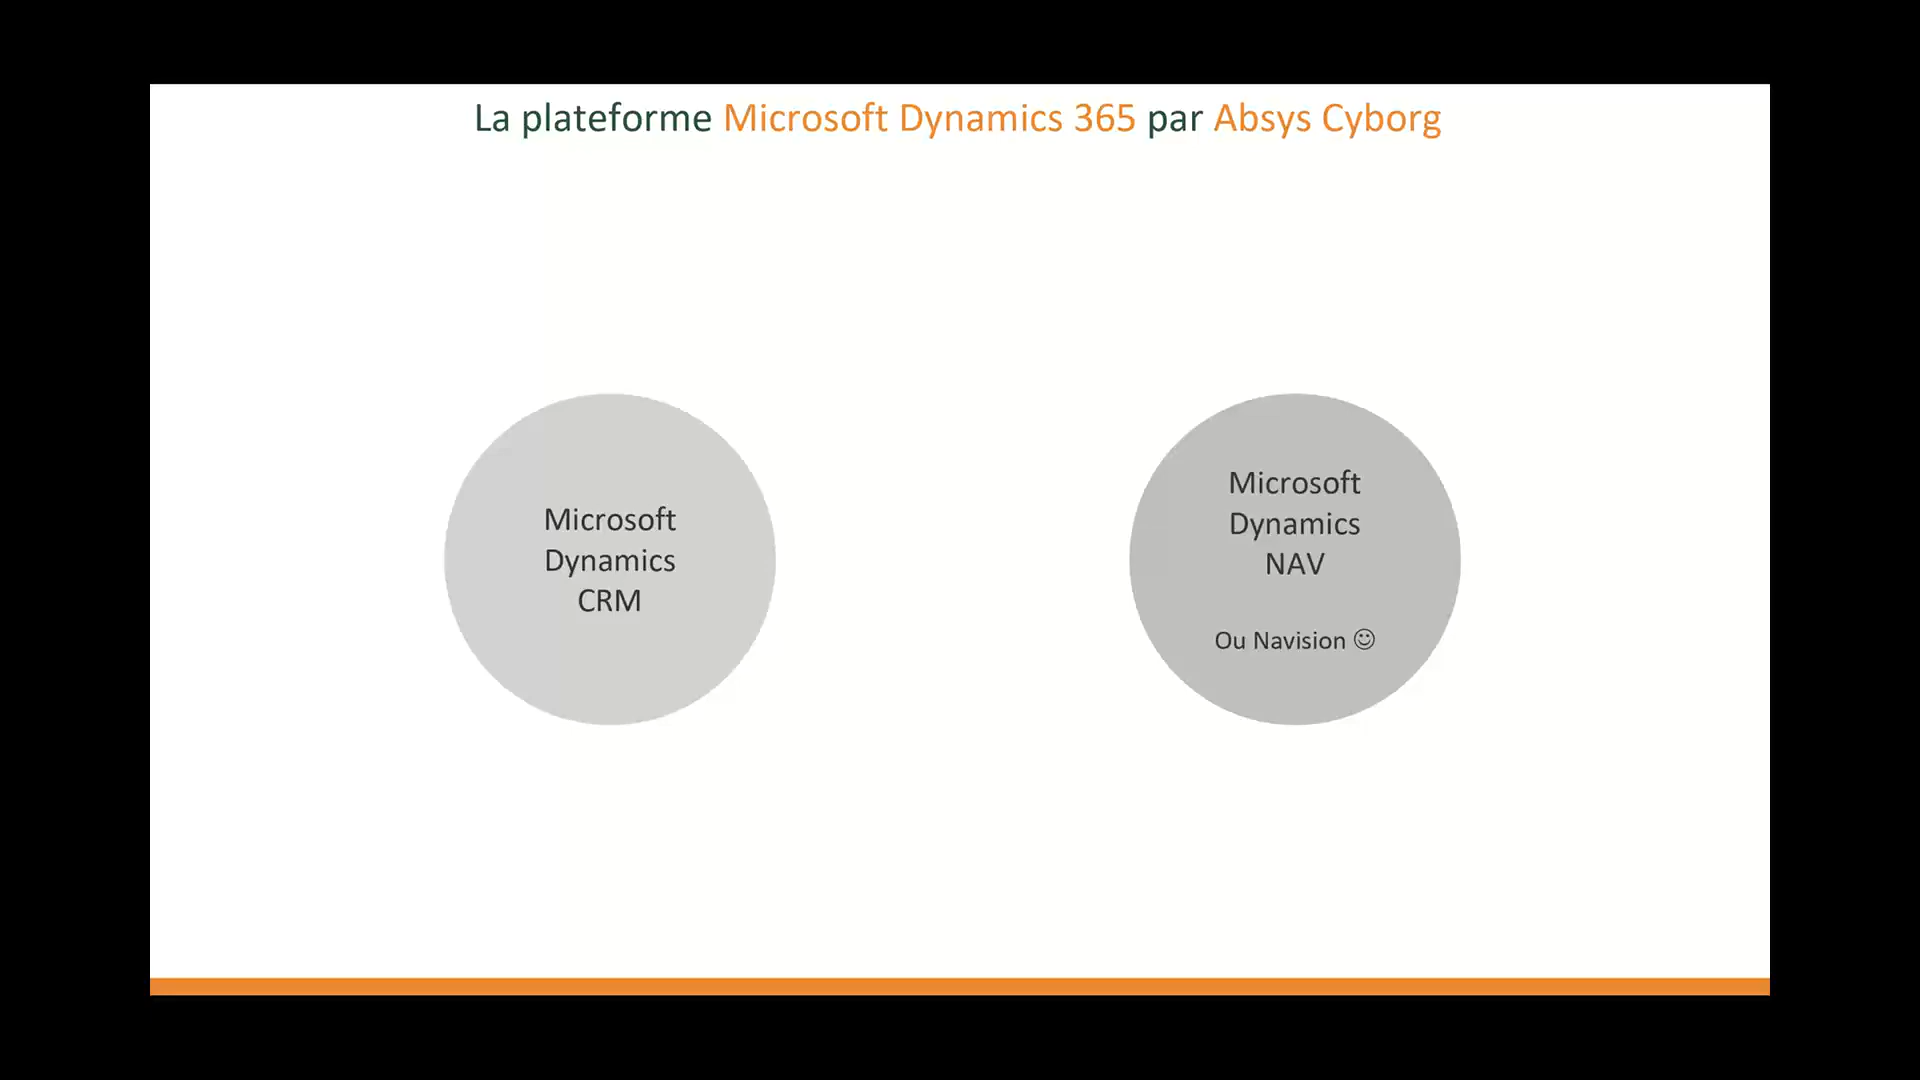 La plateforme Microsoft Dynamics 365 par Absys Cyborg
Microsoft
Dynamics
CRM
Microsoft
Dynamics
NAV
Ou Navision ☺